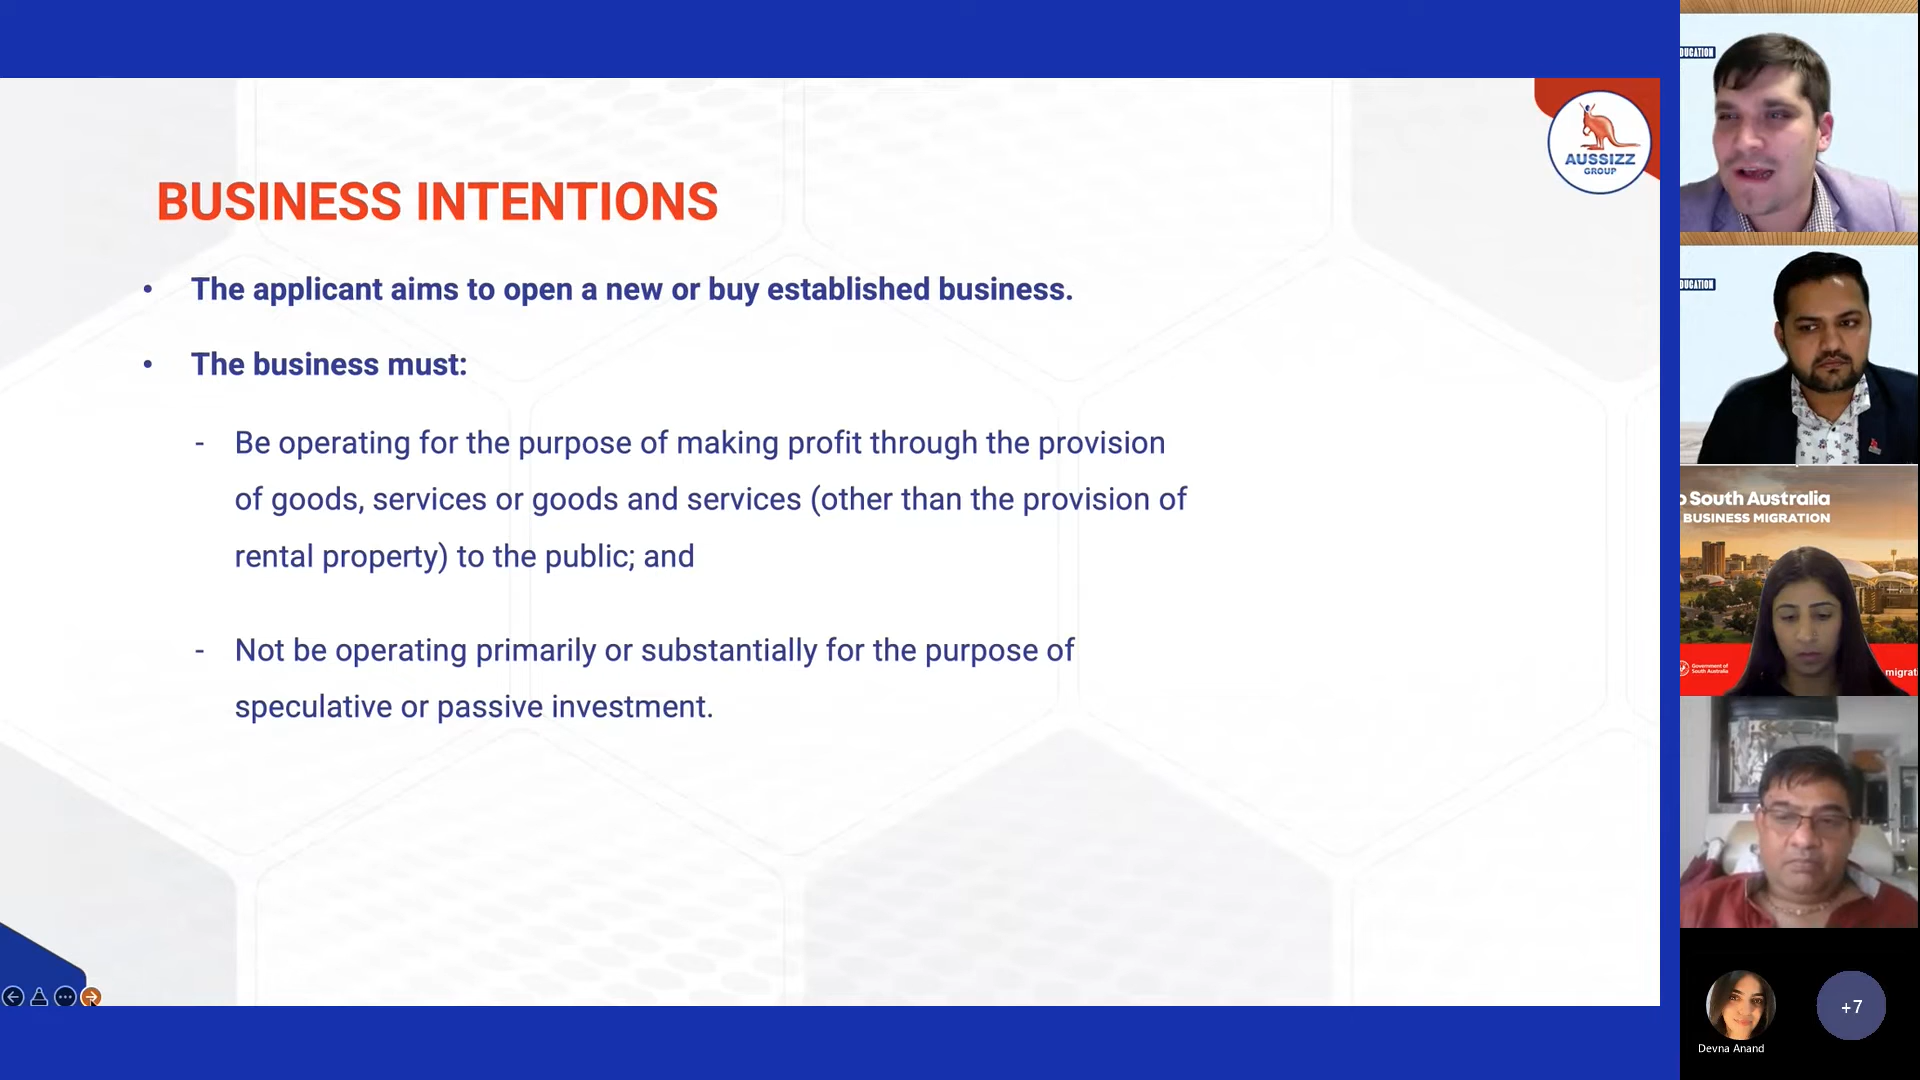 AUSSIZZ
GROUP
BUSINESS INTENTIONS
• The applicant aims to open a new or buy established business.
• The business must:
- Be operating for the purpose of making profit through the provision
of goods, services or goods and services (other than the provision of
rental property) to the public; and
- Not be operating primarily or substantially for the purpose of
speculative or passive investment.
DUCATION
DUCATION
o South Australia
BUSINESS MIGRATION
Government of
South Australia
migrati
Devna Anand
+7